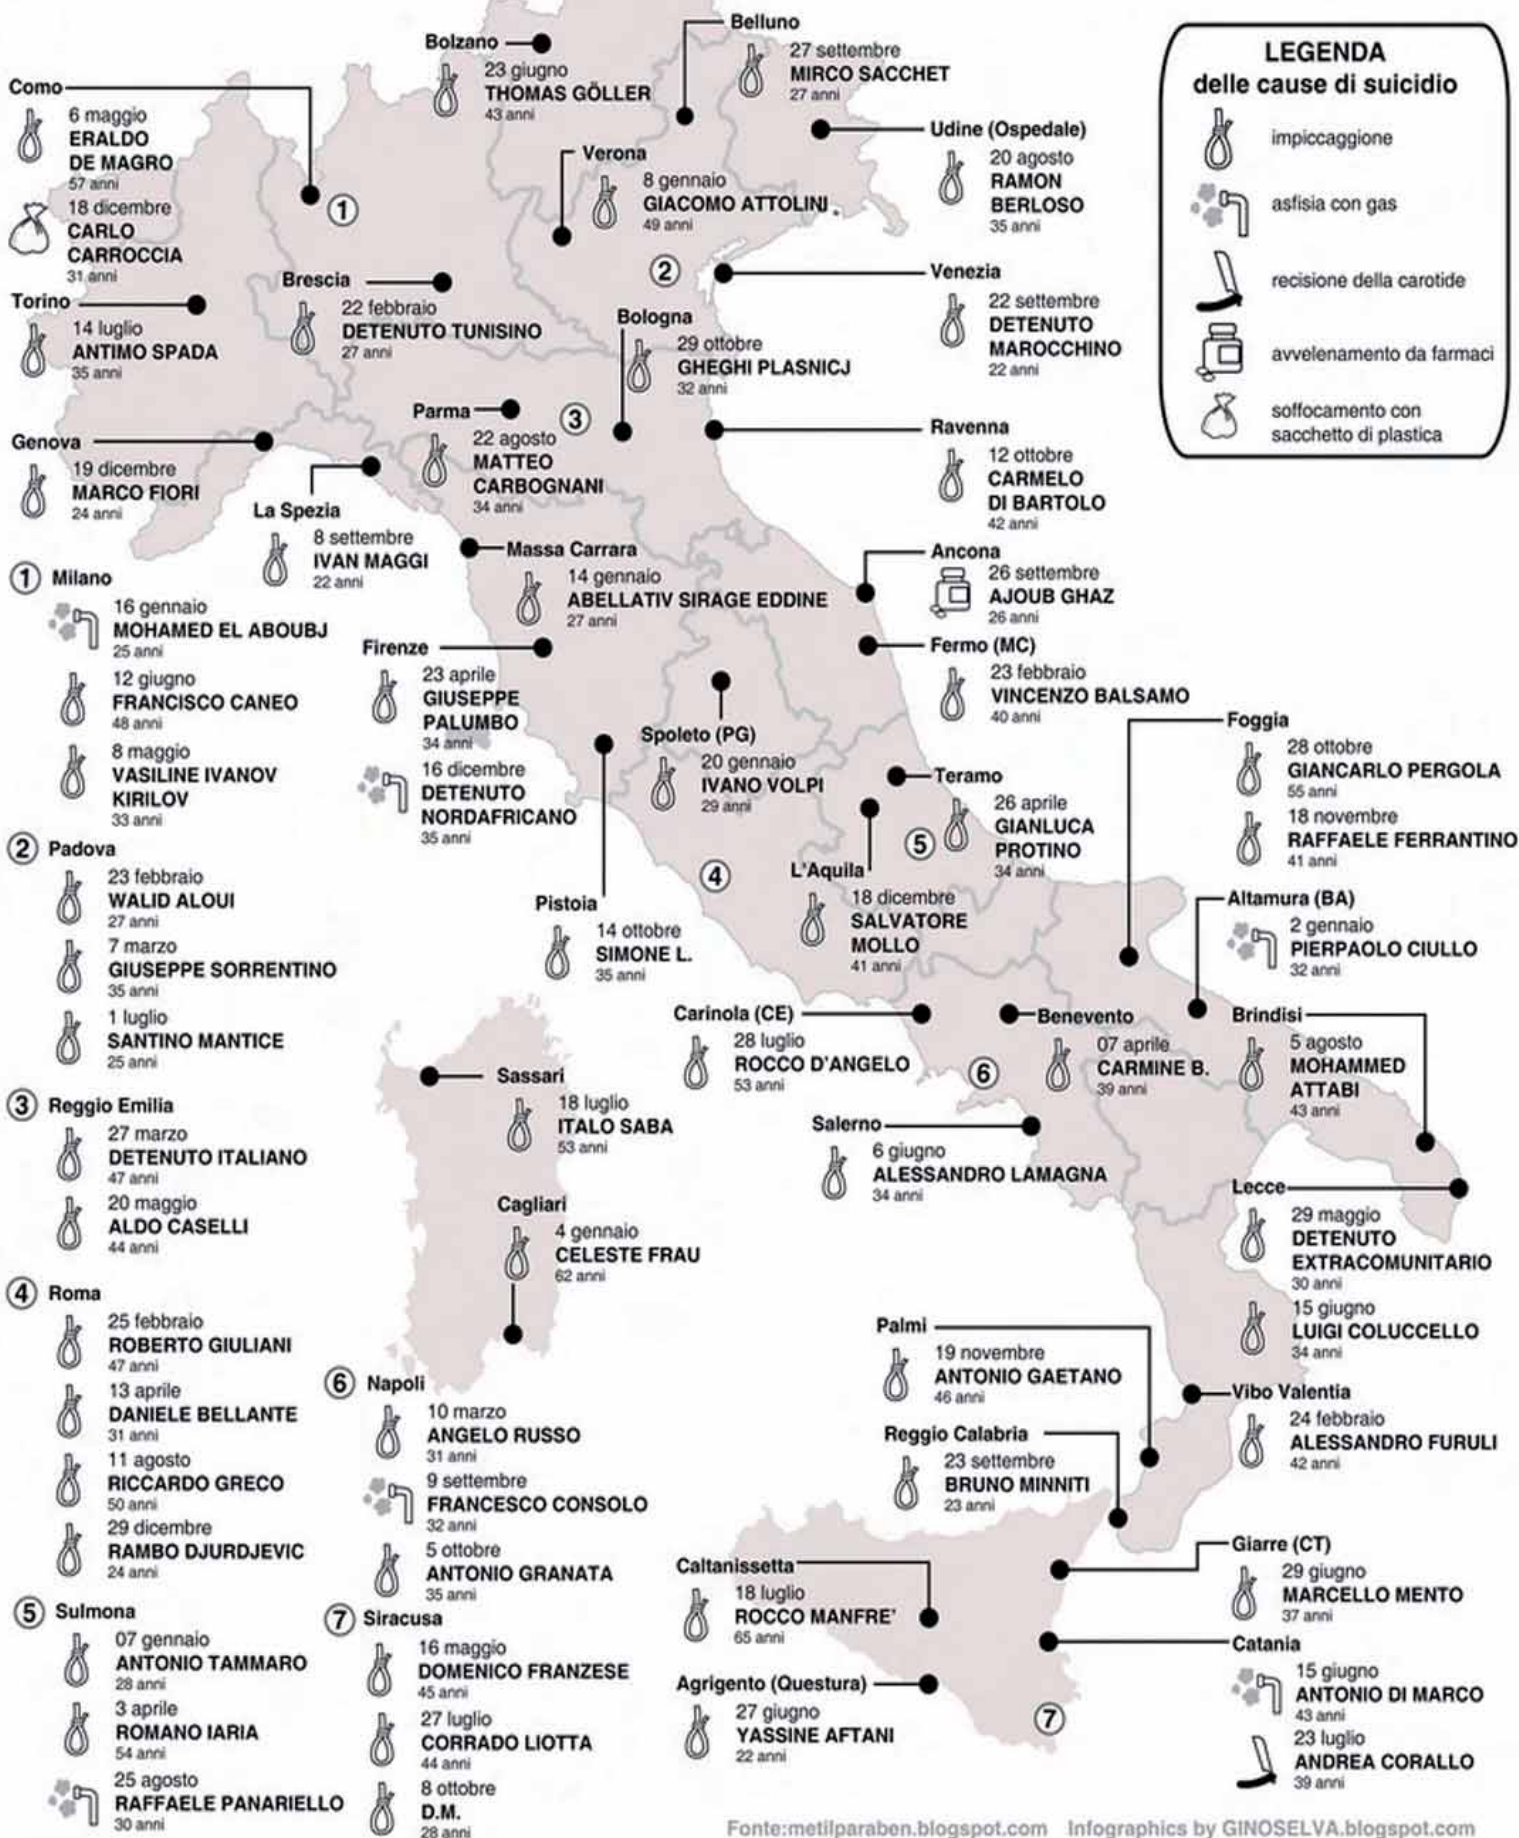 Belluno
27 settembre
MIRCO SACCHET
27 anni
Bolzano
23 giugno
THOMAS GÖLLER
43 anni
LEGENDA
delle cause di suicidio
impiccaggione
asfisia con gas
recisione della carotide
avvelenamento da farmaci
soffocamento con
sacchetto di plastica
Como
6 maggio
ERALDO
DE MAGRO
57 anni
18 dicembre
CARLO
CARROCCIA
31 anni
Verona
8 gennaio
GIACOMO ATTOLINI
49 anni
Udine (Ospedale)
20 agosto
RAMON
BERLOSO
35 anni
1
2
Venezia
22 settembre
DETENUTO
MAROCCHINO
22 anni
Torino
14 luglio
ANTIMO SPADA
35 anni
Brescia
22 febbraio
DETENUTO TUNISINO
27 anni
Bologna
29 ottobre
GHEGHI PLASNICJ
32 anni
Parma
22 agosto
MATTEO
CARBOGNANI
34 anni
3
Ravenna
12 ottobre
CARMELO
DI BARTOLO
42 anni
Genova
19 dicembre
MARCO FIORI
24 anni
La Spezia
8 settembre
IVAN MAGGI
22 anni
Massa Carrara
14 gennaio
ABELLATIV SIRAGE EDDINE
27 anni
Ancona
26 settembre
AJOUB GHAZ
26 anni
Fermo (MC)
23 febbraio
VINCENZO BALSAMO
40 anni
1 Milano
16 gennaio
MOHAMED EL ABOUBJ
25 anni
12 giugno
FRANCISCO CANEO
48 anni
8 maggio
VASILINE IVANOV
KIRILOV
33 anni
Firenze
23 aprile
GIUSEPPE
PALUMBO
34 anni
16 dicembre
DETENUTO
NORDAFRICANO
35 anni
Spoleto (PG)
20 gennaio
IVANO VOLPI
29 anni
Teramo
26 aprile
GIANLUCA
PROTINO
34 anni
5
4
L'Aquila
18 dicembre
SALVATORE
MOLLO
41 anni
Foggia
28 ottobre
GIANCARLO PERGOLA
55 anni
18 novembre
RAFFAELE FERRANTINO
41 anni
2 Padova
23 febbraio
WALID ALOUI
27 anni
7 marzo
GIUSEPPE SORRENTINO
35 anni
1 luglio
SANTINO MANTICE
25 anni
Pistoia
14 ottobre
SIMONE L.
35 anni
Altamura (BA)
2 gennaio
PIERPAOLO CIULLO
32 anni
Carinola (CE)
28 luglio
ROCCO D'ANGELO
53 anni
Benevento
07 aprile
CARMINE B.
39 anni
6
Brindisi
5 agosto
MOHAMMED
ATTABI
43 anni
3 Reggio Emilia
27 marzo
DETENUTO ITALIANO
47 anni
20 maggio
ALDO CASELLI
44 anni
Sassari
18 luglio
ITALO SABA
53 anni
Cagliari
4 gennaio
CELESTE FRAU
62 anni
Salerno
6 giugno
ALESSANDRO LAMAGNA
34 anni
Lecce
29 maggio
DETENUTO
EXTRACOMUNITARIO
30 anni
15 giugno
LUIGI COLUCCELLO
34 anni
4 Roma
25 febbraio
ROBERTO GIULIANI
47 anni
13 aprile
DANIELE BELLANTE
31 anni
11 agosto
RICCARDO GRECO
50 anni
29 dicembre
RAMBO DJURDJEVIC
24 anni
6 Napoli
10 marzo
ANGELO RUSSO
31 anni
9 settembre
FRANCESCO CONSOLO
32 anni
5 ottobre
ANTONIO GRANATA
35 anni
Palmi
19 novembre
ANTONIO GAETANO
46 anni
Vibo Valentia
24 febbraio
ALESSANDRO FURULI
42 anni
Reggio Calabria
23 settembre
BRUNO MINNITI
23 anni
5 Sulmona
07 gennaio
ANTONIO TAMMARO
28 anni
3 aprile
ROMANO IARIA
54 anni
25 agosto
RAFFAELE PANARIELLO
30 anni
7 Siracusa
16 maggio
DOMENICO FRANZESE
45 anni
27 luglio
CORRADO LIOTTA
44 anni
8 ottobre
D.M.
28 anni
Caltanissetta
18 luglio
ROCCO MANFRE'
65 anni
Agrigento (Questura)
27 giugno
YASSINE AFTANI
22 anni
7
Giarre (CT)
29 giugno
MARCELLO MENTO
37 anni
Catania
15 giugno
ANTONIO DI MARCO
43 anni
23 luglio
ANDREA CORALLO
39 anni
Fonte:metilparaben.blogspot.com Infographics by GINOSELVA.blogspot.com